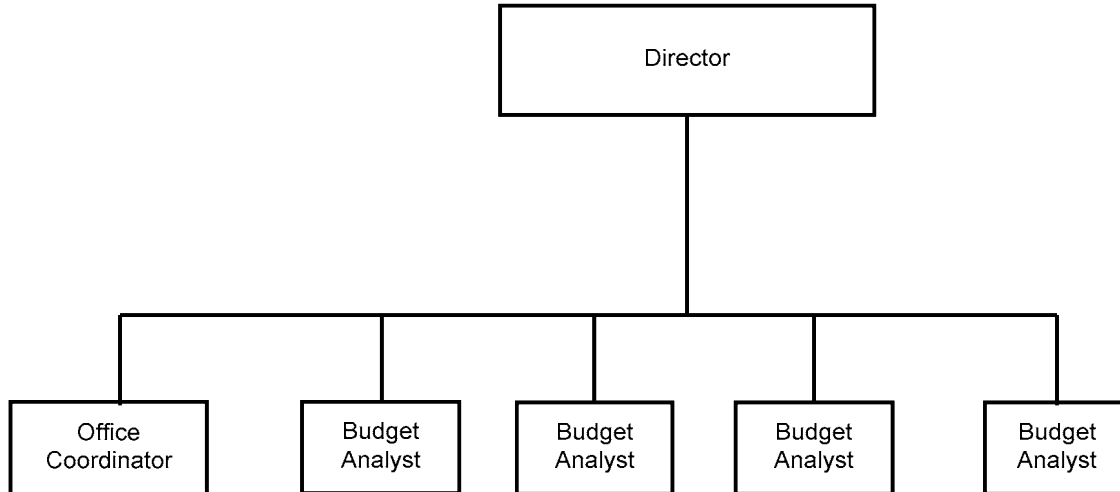 Director
Office
Coordinator
Budget
Analyst
Budget
Analyst
Budget
Analyst
Budget
Analyst